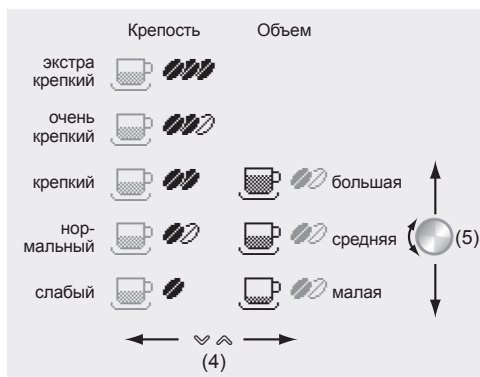 Крепость Объем
экстра
крепкий
очень
крепкий
крепкий
большая
нор-
мальный
средняя
(5)
слабый
малая
(4)